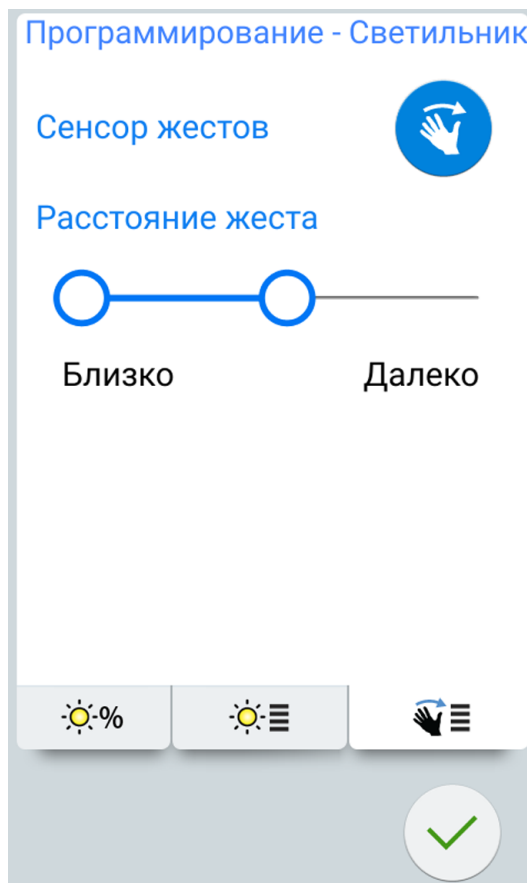 Программирование - Светильник
Сенсор жестов
Расстояние жеста
Близко Далеко
%